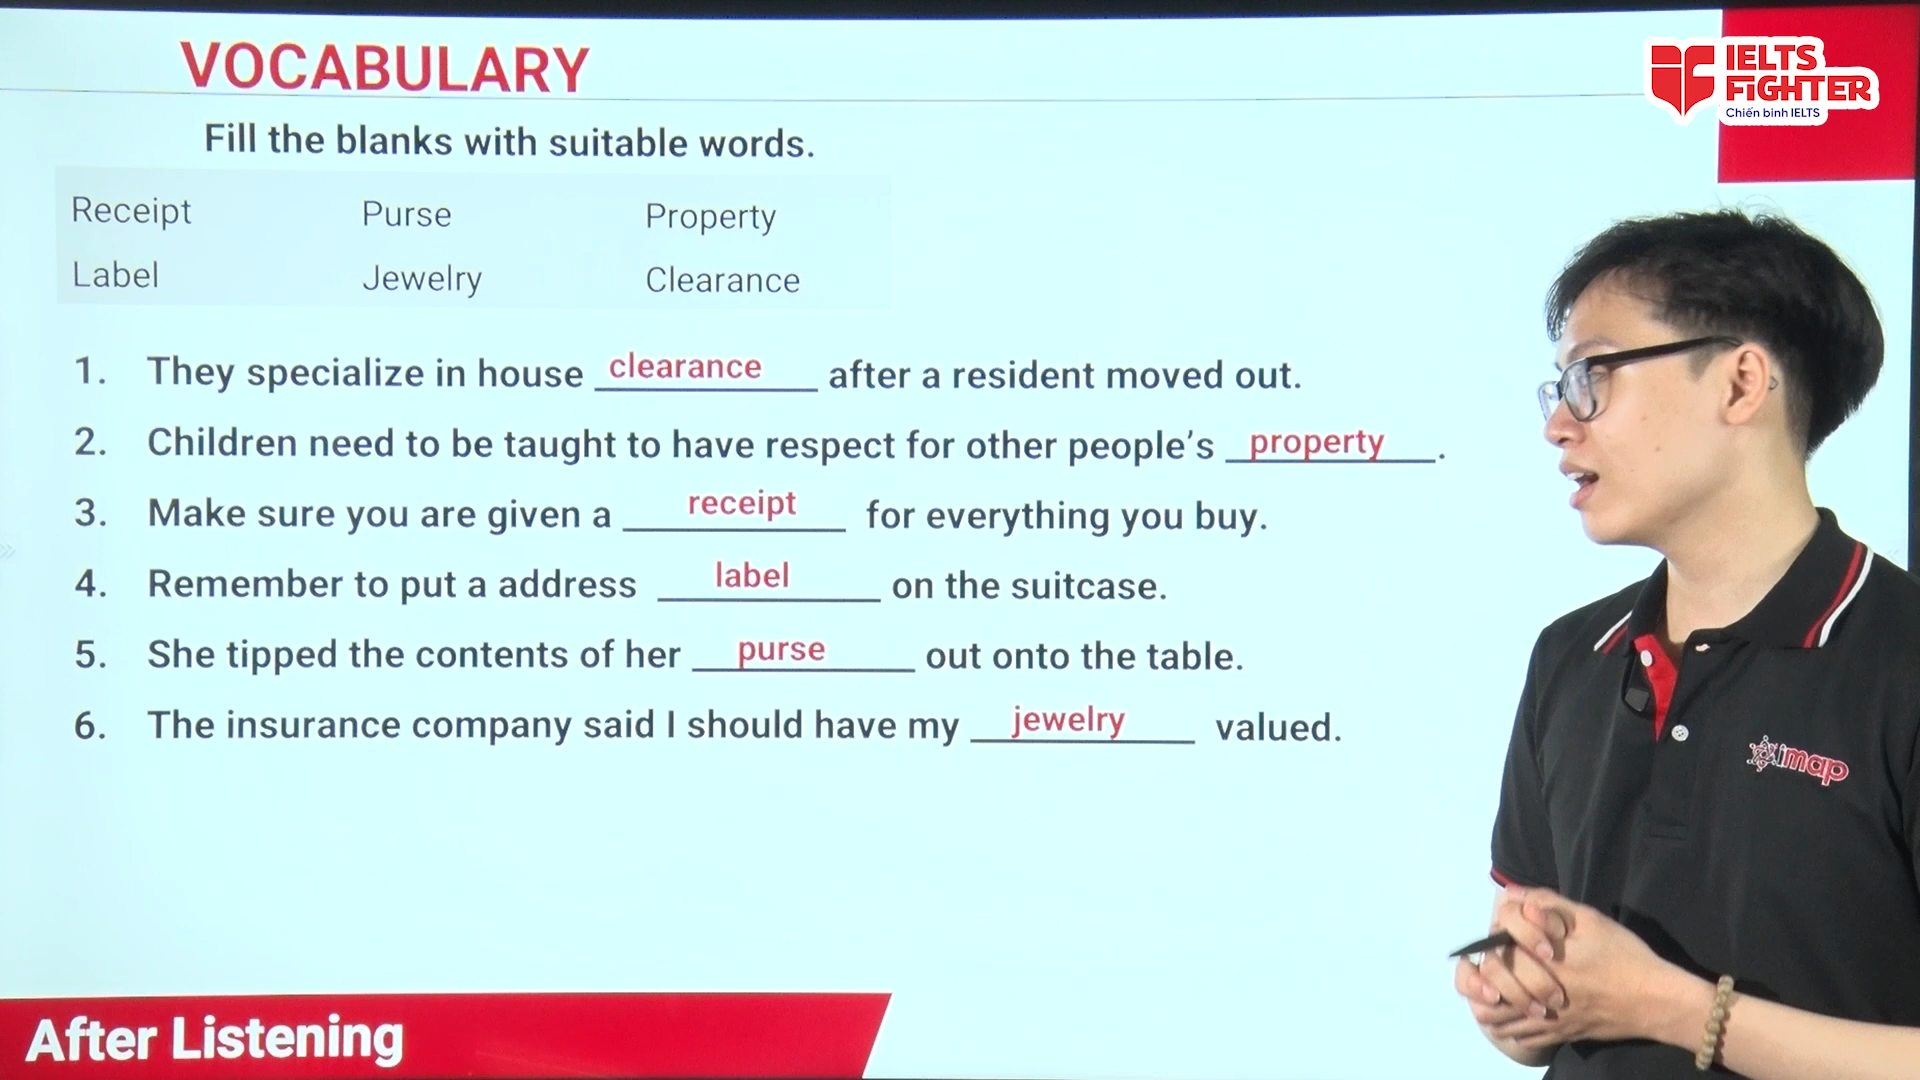 VOCABULARY
IELTS
FIGHTER
Chiến binh IELTS
Fill the blanks with suitable words.
Receipt Purse Property
Label Jewelry Clearance
1. They specialize in house clearance after a resident moved out.
2. Children need to be taught to have respect for other people's property.
3. Make sure you are given a receipt for everything you buy.
4. Remember to put a address label on the suitcase.
5. She tipped the contents of her purse out onto the table.
6. The insurance company said I should have my jewelry valued.
imap
After Listening